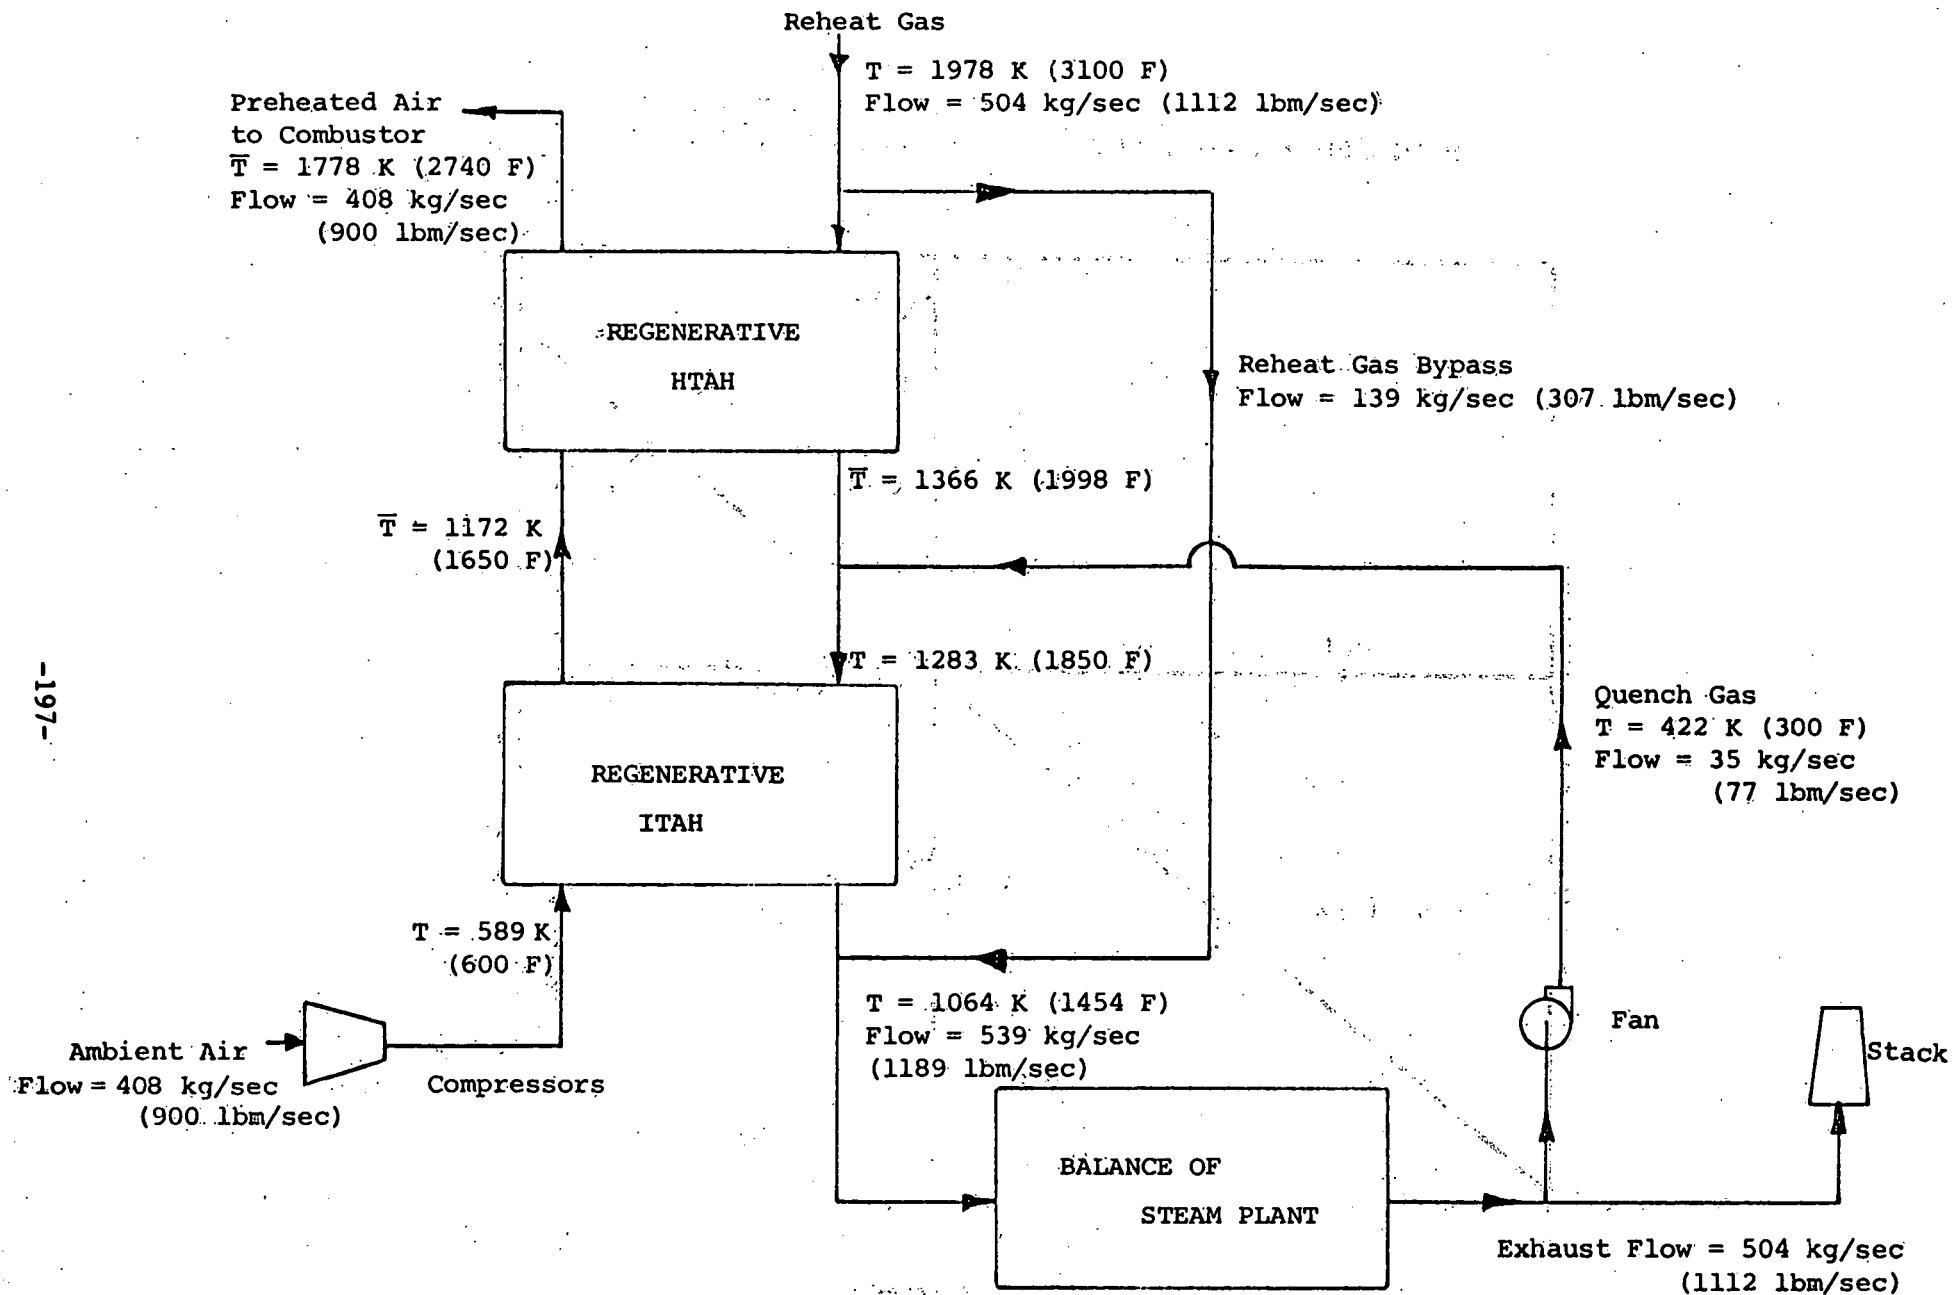 Reheat Gas
T = 1978 K (3100 F)
Flow = 504 kg/sec (1112 lbm/sec)
Preheated Air
to Combustor
T̅ = 1778 K (2740 F)
Flow = 408 kg/sec
(900 lbm/sec)
REGENERATIVE
HTAH
Reheat Gas Bypass
Flow = 139 kg/sec (307 lbm/sec)
T̅ = 1366 K (1998 F)
T̅ = 1172 K
(1650 F)
T = 1283 K (1850 F)
-197-
Quench Gas
T = 422 K (300 F)
Flow = 35 kg/sec
(77 lbm/sec)
REGENERATIVE
ITAH
T = 589 K
(600 F)
T = 1064 K (1454 F)
Flow = 539 kg/sec
(1189 lbm/sec)
Fan
Stack
Ambient Air
Flow = 408 kg/sec
(900 lbm/sec)
Compressors
BALANCE OF
STEAM PLANT
Exhaust Flow = 504 kg/sec
(1112 lbm/sec)